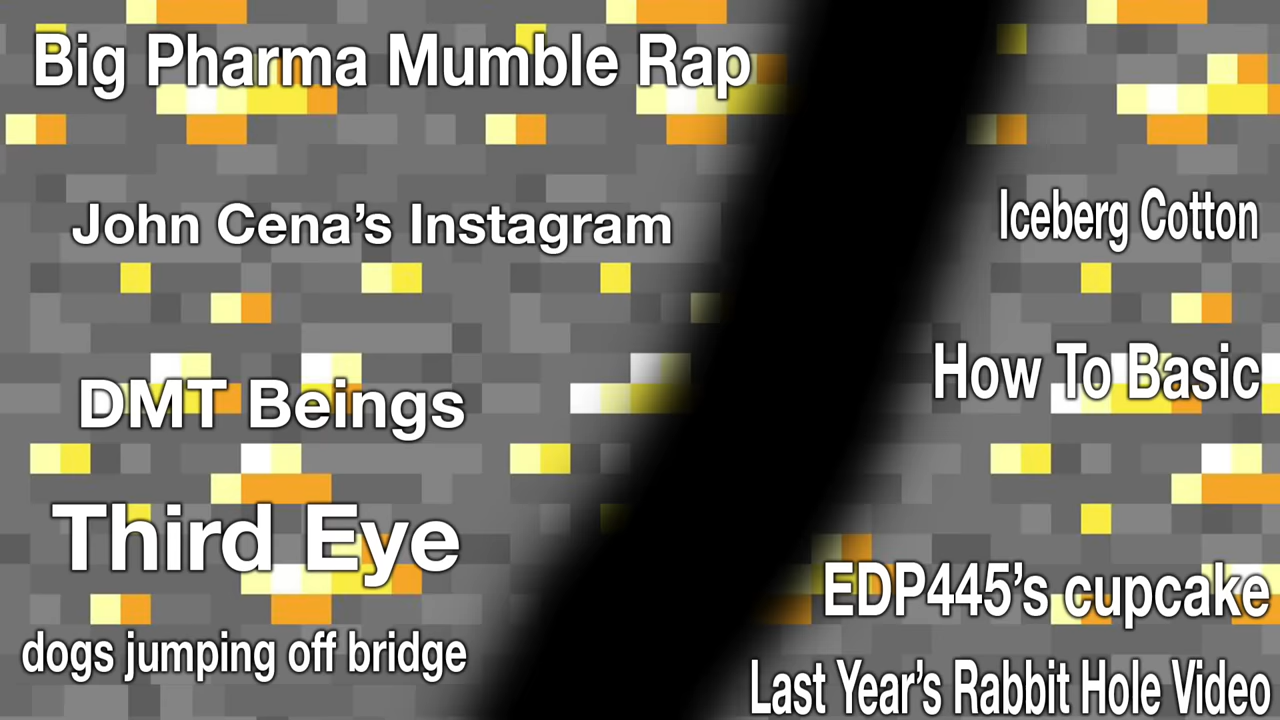 Big Pharma Mumble Rap
John Cena's Instagram
Iceberg Cotton
How To Basic
DMT Beings
Third Eye
EDP445's cupcake
dogs jumping off bridge
Last Year's Rabbit Hole Video